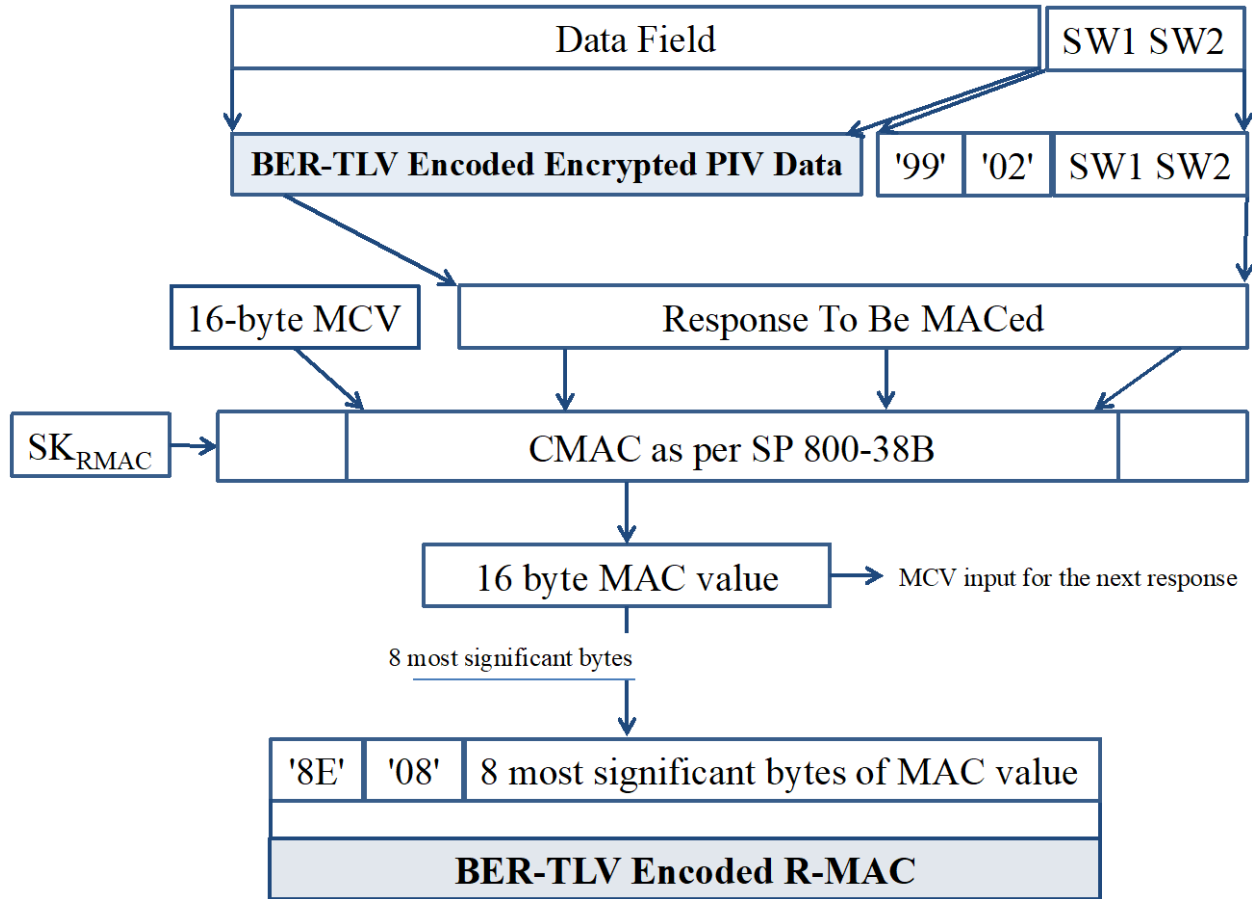 Data Field SW1 SW2
BER-TLV Encoded Encrypted PIV Data '99' '02' SW1 SW2
16-byte MCV Response To Be MACed
SK_RMAC CMAC as per SP 800-38B
16 byte MAC value MCV input for the next response
8 most significant bytes
'8E' '08' 8 most significant bytes of MAC value
BER-TLV Encoded R-MAC